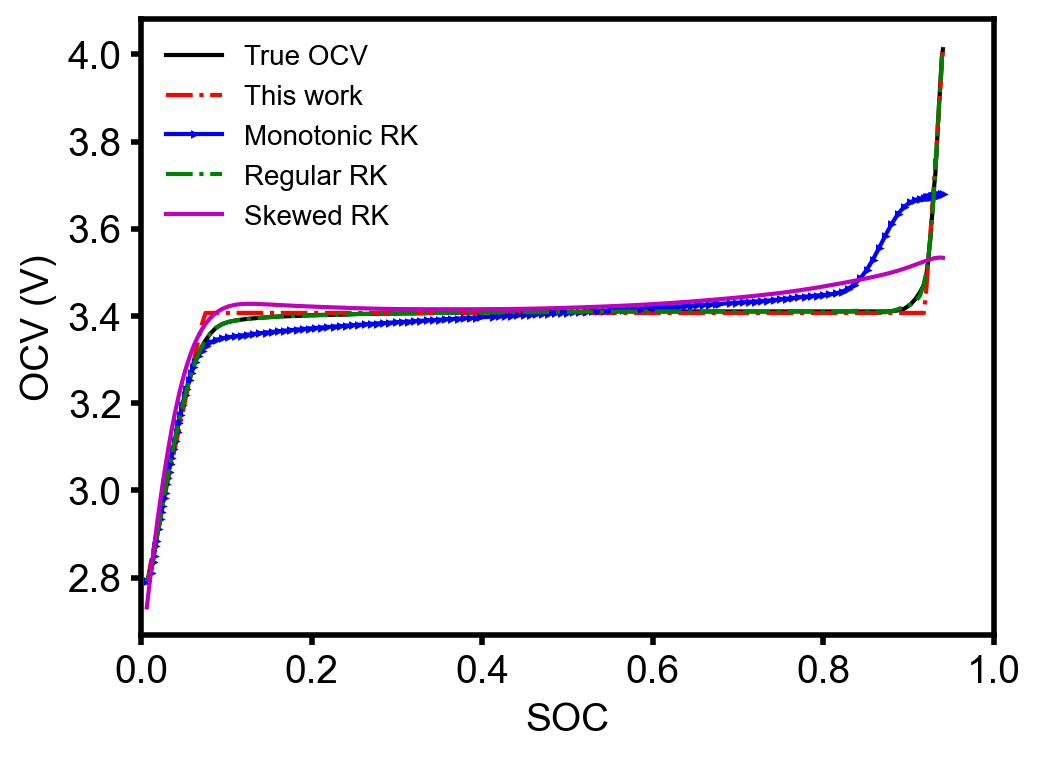 4.0
3.8
3.6
3.4
3.2
3.0
2.8
OCV (V)
True OCV
This work
Monotonic RK
Regular RK
Skewed RK
0.0
0.2
0.4
0.6
0.8
1.0
SOC